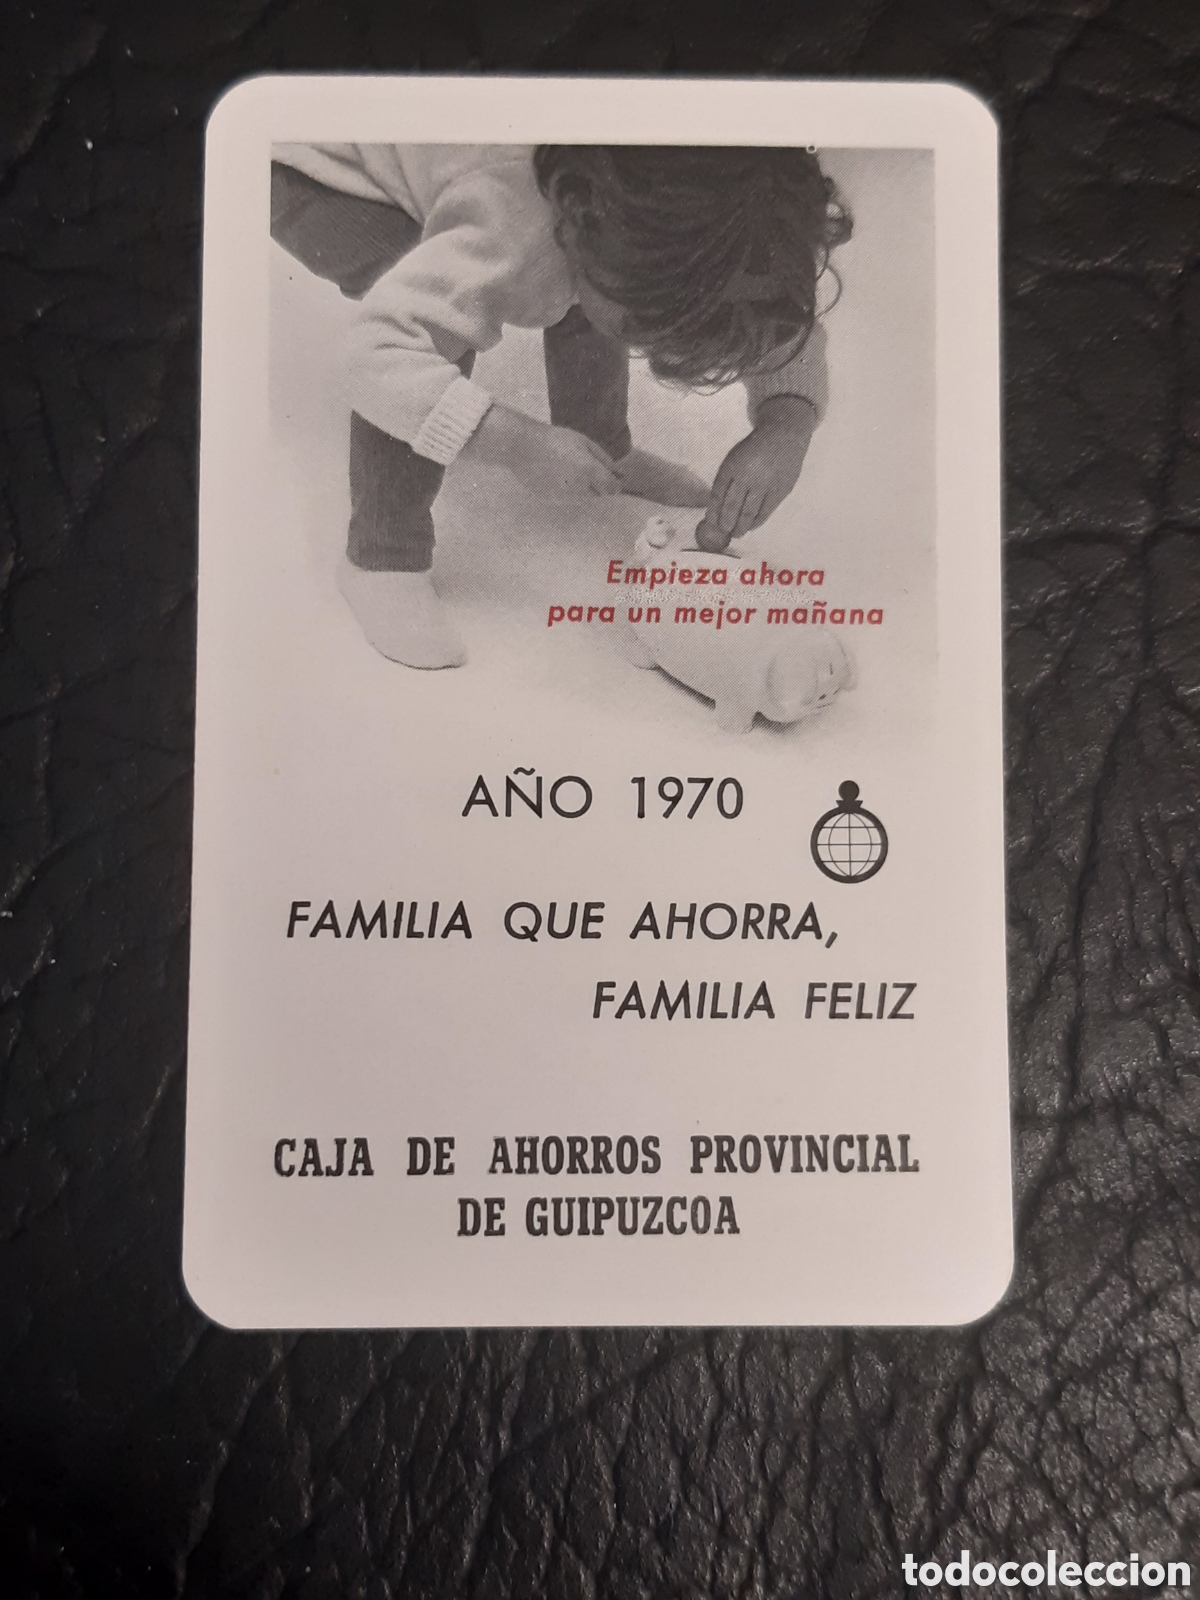 Empieza ahora
para un mejor mañana
AÑO 1970
FAMILIA QUE AHORRA,
FAMILIA FELIZ
CAJA DE AHORROS PROVINCIAL
DE GUIPUZCOA
todocoleccion